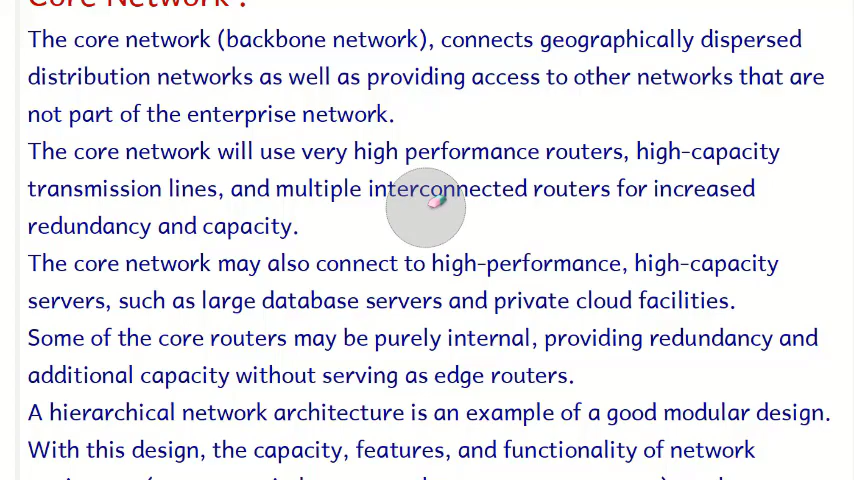 Core Network :
The core network (backbone network), connects geographically dispersed
distribution networks as well as providing access to other networks that are
not part of the enterprise network.
The core network will use very high performance routers, high-capacity
transmission lines, and multiple interconnected routers for increased
redundancy and capacity.
The core network may also connect to high-performance, high-capacity
servers, such as large database servers and private cloud facilities.
Some of the core routers may be purely internal, providing redundancy and
additional capacity without serving as edge routers.
A hierarchical network architecture is an example of a good modular design.
With this design, the capacity, features, and functionality of network